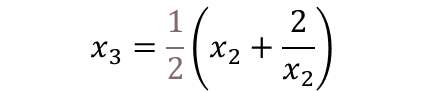 x₃ = 1/2 (x₂ + 2/x₂)